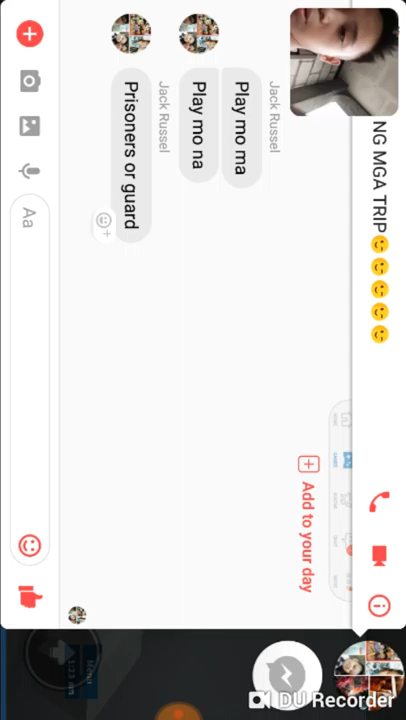 NG MGA TRIP😉😉😉😉😉
Add to your day
Jack Russel
Play mo ma
Play mo na
Jack Russel
Prisoners or guard
Aa
DU Recorder